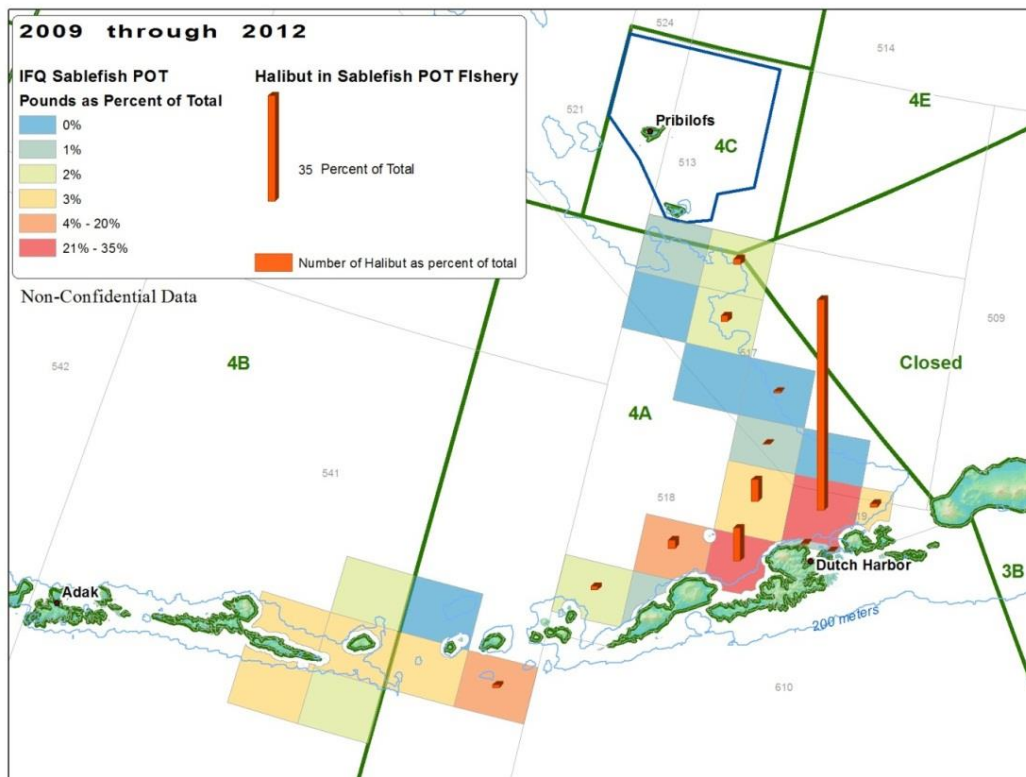 2009 through 2012
IFQ Sablefish POT
Pounds as Percent of Total
0%
1%
2%
3%
4% - 20%
21% - 35%
Halibut in Sablefish POT FIshery
35 Percent of Total
Number of Halibut as percent of total
Non-Confidential Data
524
514
521
4E
Pribilofs
4C
513
509
517
Closed
542
4B
4A
541
518
519
Adak
Dutch Harbor
3B
200 meters
610